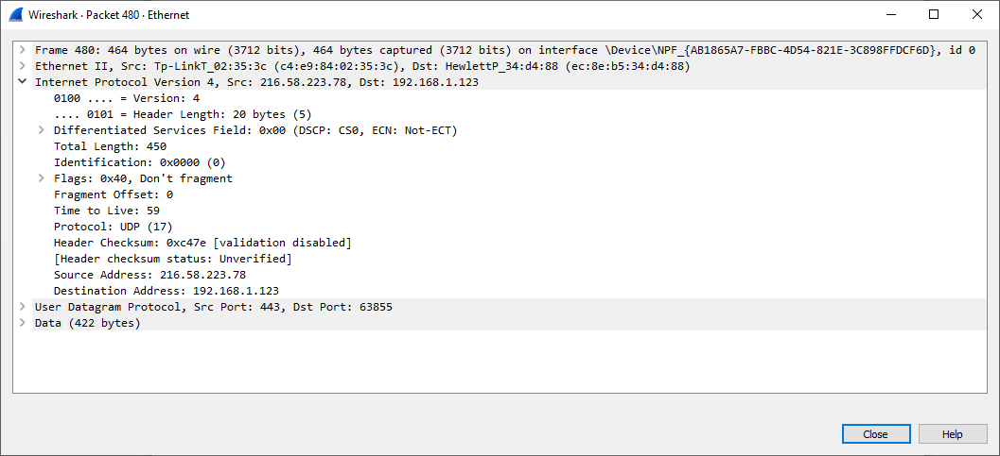 Wireshark · Packet 480 · Ethernet
Frame 480: 464 bytes on wire (3712 bits), 464 bytes captured (3712 bits) on interface \Device\NPF_{AB1865A7-FBBC-4D54-821E-3C898FFDCF6D}, id 0
Ethernet II, Src: Tp-LinkT_02:35:3c (c4:e9:84:02:35:3c), Dst: HewlettP_34:d4:88 (ec:8e:b5:34:d4:88)
Internet Protocol Version 4, Src: 216.58.223.78, Dst: 192.168.1.123
0100 .... = Version: 4
.... 0101 = Header Length: 20 bytes (5)
Differentiated Services Field: 0x00 (DSCP: CS0, ECN: Not-ECT)
Total Length: 450
Identification: 0x0000 (0)
Flags: 0x40, Don't fragment
Fragment Offset: 0
Time to Live: 59
Protocol: UDP (17)
Header Checksum: 0xc47e [validation disabled]
[Header checksum status: Unverified]
Source Address: 216.58.223.78
Destination Address: 192.168.1.123
User Datagram Protocol, Src Port: 443, Dst Port: 63855
Data (422 bytes)
Close Help